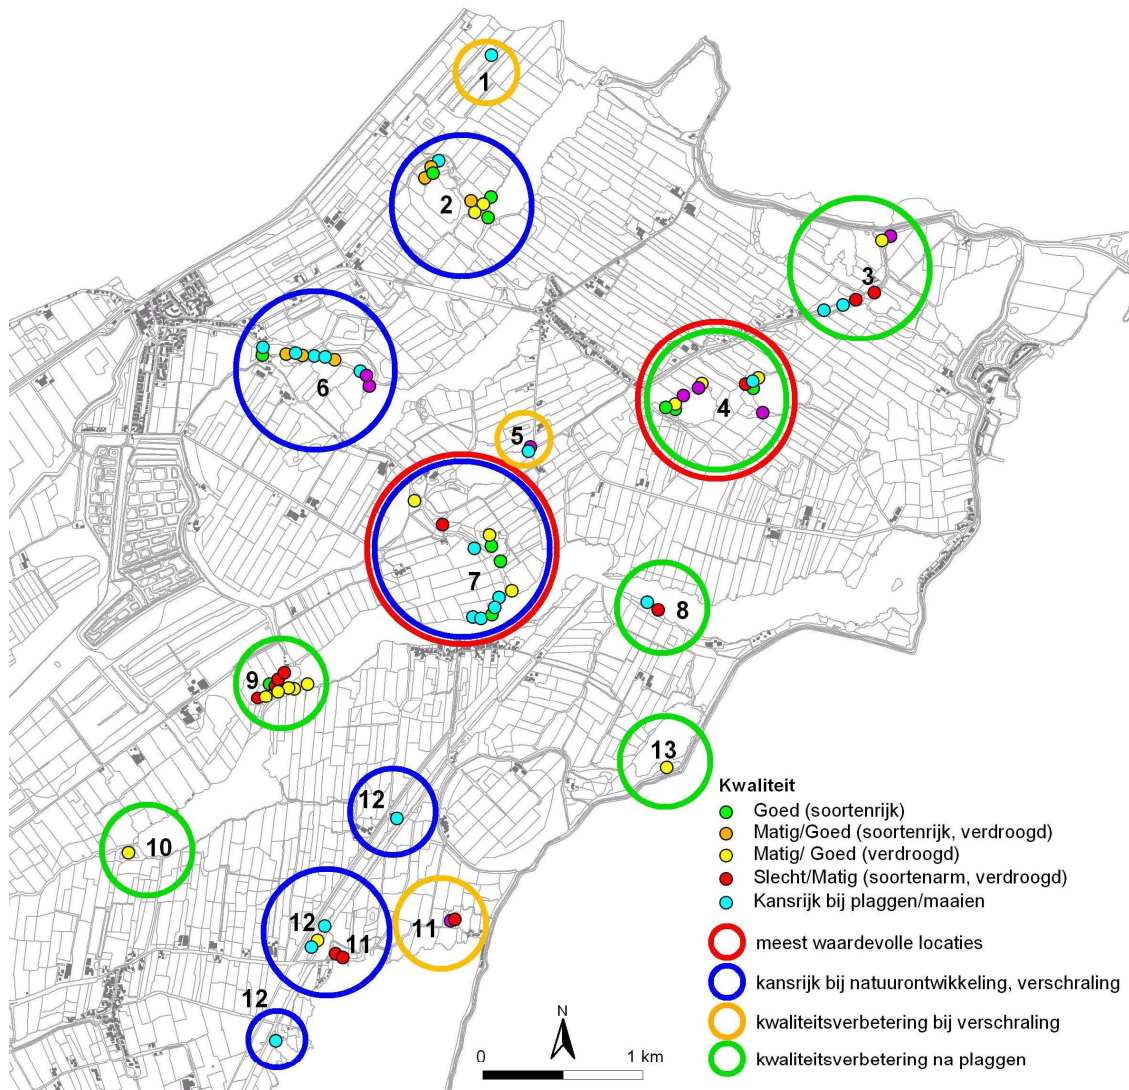 1
2
3
4
5
6
7
8
9
10
11
11
12
12
12
13
Kwaliteit
Goed (soortenrijk)
Matig/Goed (soortenrijk, verdroogd)
Matig/ Goed (verdroogd)
Slecht/Matig (soortenarm, verdroogd)
Kansrijk bij plaggen/maaien
meest waardevolle locaties
kansrijk bij natuurontwikkeling, verschraling
kwaliteitsverbetering bij verschraling
kwaliteitsverbetering na plaggen
N
0 1 km